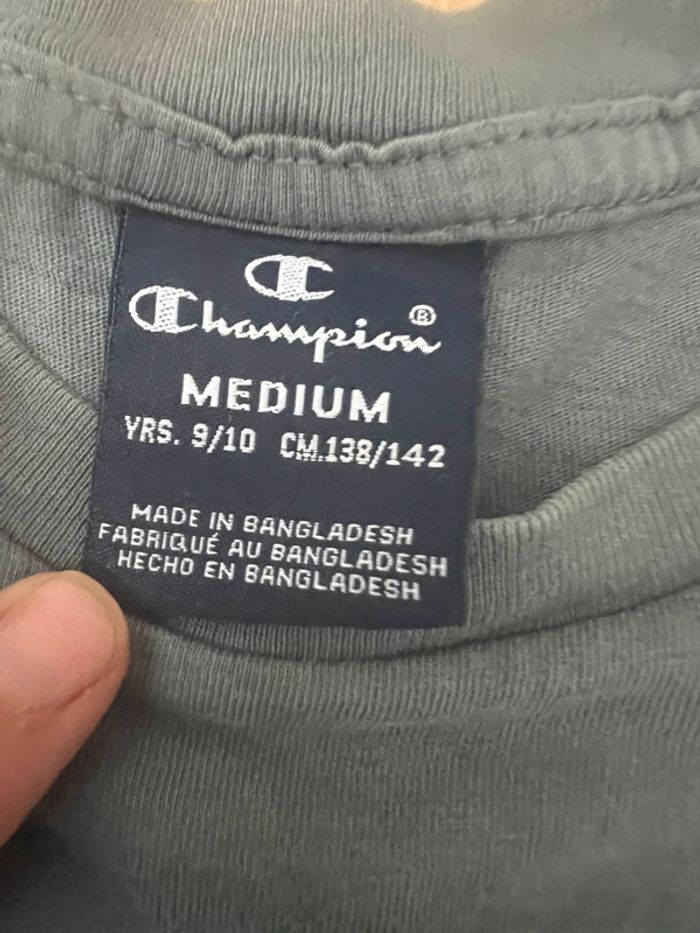 Champion®
MEDIUM
YRS. 9/10 CM.138/142
MADE IN BANGLADESH
FABRIQUÉ AU BANGLADESH
HECHO EN BANGLADESH